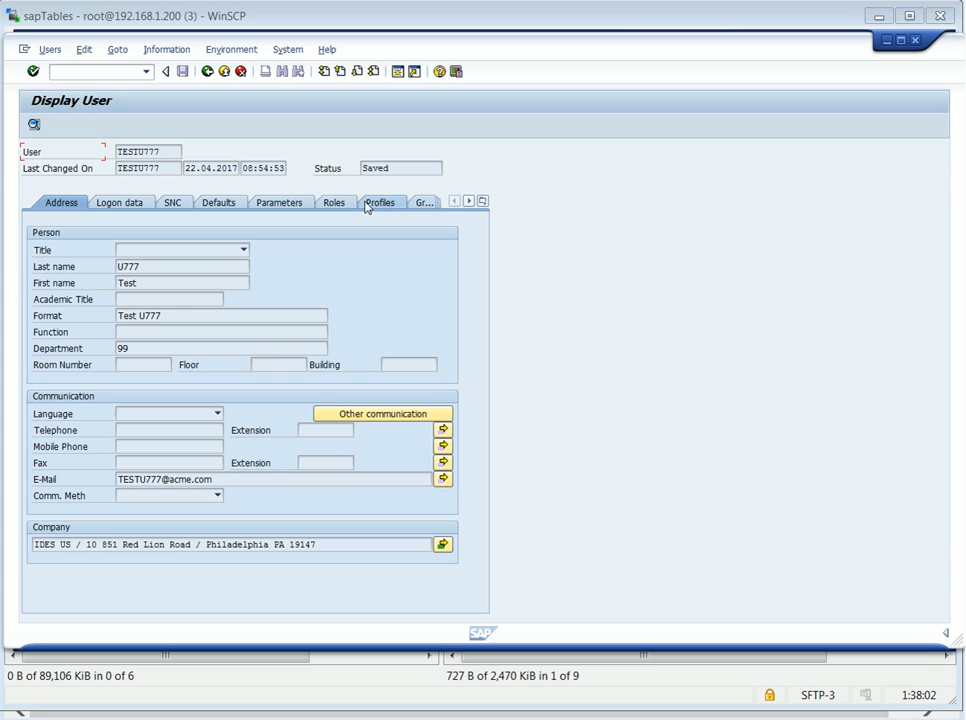 sapTables - root@192.168.1.200 (3) - WinSCP
Users Edit Goto Information Environment System Help
Display User
User TESTU777
Last Changed On TESTU777 22.04.2017 08:54:53 Status Saved
Address Logon data SNC Defaults Parameters Roles Profiles Gr...
Person
Title
Last name U777
First name Test
Academic Title
Format Test U777
Function
Department 99
Room Number Floor Building
Communication
Language Other communication
Telephone Extension
Mobile Phone
Fax Extension
E-Mail TESTU777@acme.com
Comm. Meth
Company
IDES US / 10 851 Red Lion Road / Philadelphia PA 19147
SAP
0 B of 89,106 KiB in 0 of 6 727 B of 2,470 KiB in 1 of 9
SFTP-3 1:38:02